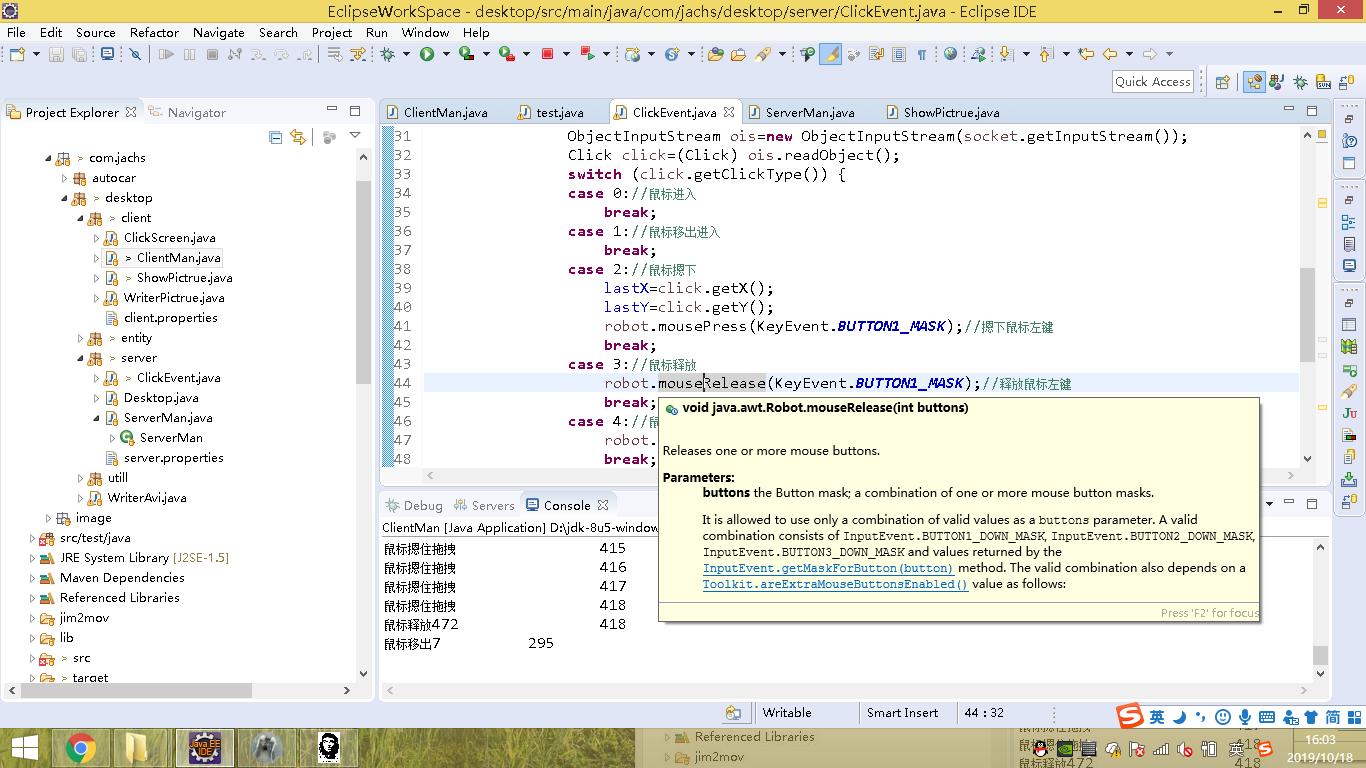 EclipseWorkSpace - desktop/src/main/java/com/jachs/desktop/server/ClickEvent.java - Eclipse IDE
File Edit Source Refactor Navigate Search Project Run Window Help
Quick Access
Project Explorer Navigator
com.jachs
autocar
> desktop
> client
ClickScreen.java
> ClientMan.java
> ShowPictrue.java
WriterPictrue.java
client.properties
> entity
> server
> ClickEvent.java
Desktop.java
ServerMan.java
ServerMan
server.properties
utill
WriterAvi.java
image
src/test/java
JRE System Library [J2SE-1.5]
Maven Dependencies
Referenced Libraries
jim2mov
lib
> src
> target
ClientMan.java test.java ClickEvent.java ServerMan.java ShowPictrue.java
31 ObjectInputStream ois=new ObjectInputStream(socket.getInputStream());
32 Click click=(Click) ois.readObject();
33 switch (click.getClickType()) {
34 case 0://鼠标进入
35 break;
36 case 1://鼠标移出进入
37 break;
38 case 2://鼠标摁下
39 lastX=click.getX();
40 lastY=click.getY();
41 robot.mousePress(KeyEvent.BUTTON1_MASK);//摁下鼠标左键
42 break;
43 case 3://鼠标释放
44 robot.mouseRelease(KeyEvent.BUTTON1_MASK);//释放鼠标左键
45 break;
46 case 4://
47 robot.
48 break;
void java.awt.Robot.mouseRelease(int buttons)
Releases one or more mouse buttons.
Parameters:
buttons the Button mask; a combination of one or more mouse button masks.
It is allowed to use only a combination of valid values as a buttons parameter. A valid
combination consists of InputEvent.BUTTON1_DOWN_MASK, InputEvent.BUTTON2_DOWN_MASK,
InputEvent.BUTTON3_DOWN_MASK and values returned by the
InputEvent.getMaskForButton(button) method. The valid combination also depends on a
Toolkit.areExtraMouseButtonsEnabled() value as follows:
Press 'F2' for focus
Debug Servers Console
ClientMan [Java Application] D:\jdk-8u5-window
鼠标摁住拖拽 415
鼠标摁住拖拽 416
鼠标摁住拖拽 417
鼠标摁住拖拽 418
鼠标释放472 418
鼠标移出7 295
Writable Smart Insert 44 : 32
英 简
Java EE IDE
Referenced Libraries
jim2mov
鼠标释放472 418
英
16:03
2019/10/18